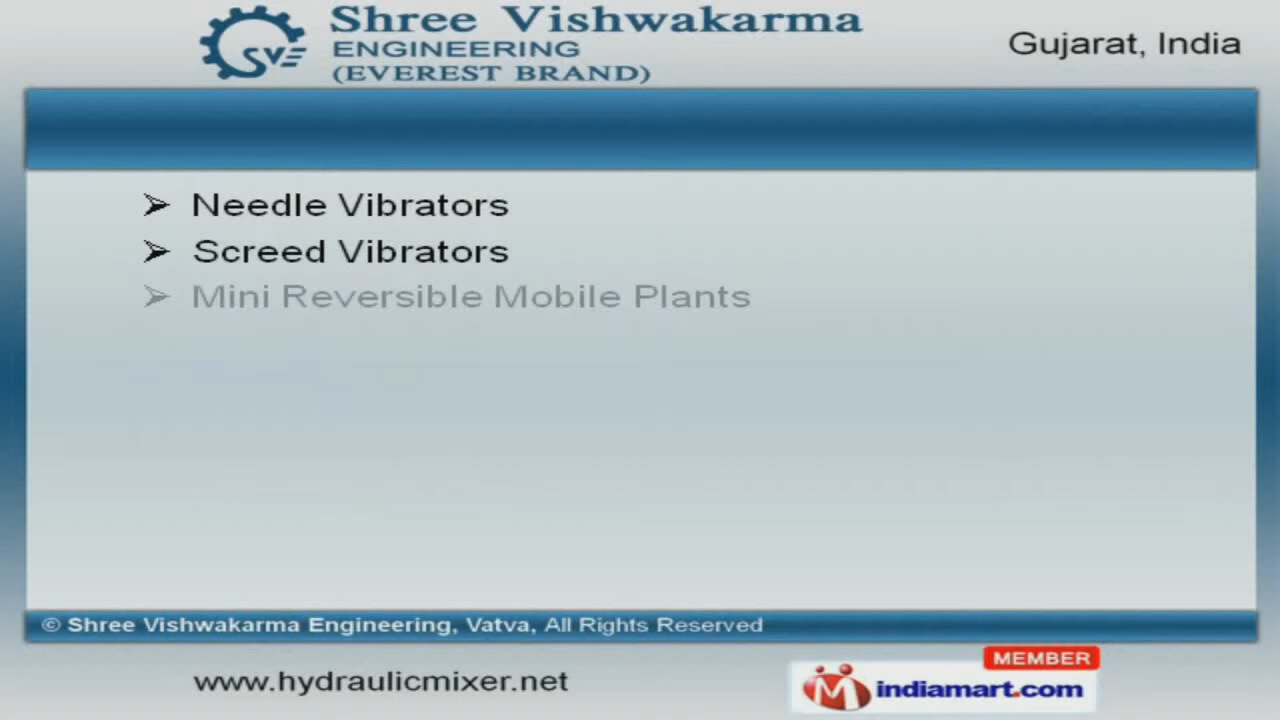 Shree Vishwakarma
ENGINEERING
(EVEREST BRAND)
SVE
Gujarat, India
➢ Needle Vibrators
➢ Screed Vibrators
➢ Mini Reversible Mobile Plants
© Shree Vishwakarma Engineering, Vatva, All Rights Reserved
www.hydraulicmixer.net
MEMBER
indiamart.com